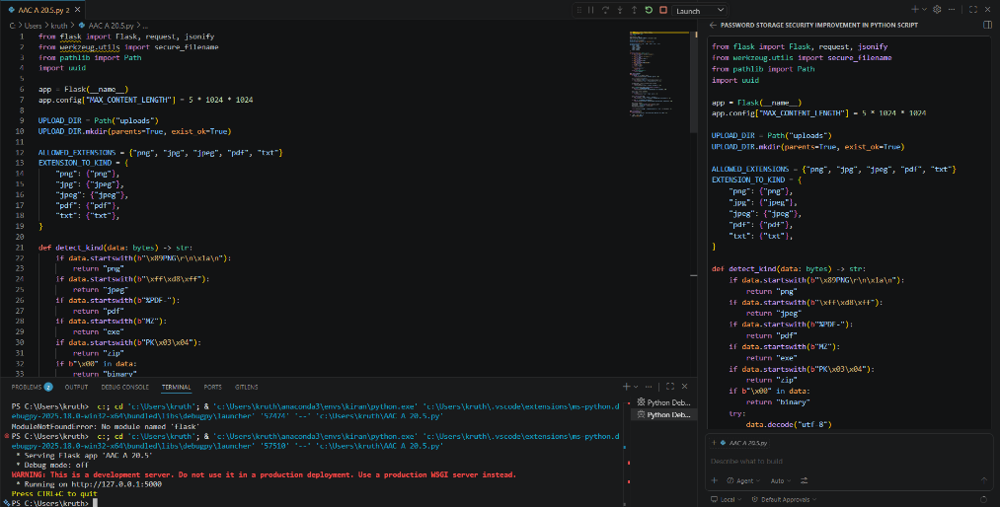 AAC A 20.5.py 2
Launch
C: > Users > kruth > AAC A 20.5.py > ...
1 from flask import Flask, request, jsonify
2 from werkzeug.utils import secure_filename
3 from pathlib import Path
4 import uuid
5
6 app = Flask(__name__)
7 app.config["MAX_CONTENT_LENGTH"] = 5 * 1024 * 1024
8
9 UPLOAD_DIR = Path("uploads")
10 UPLOAD_DIR.mkdir(parents=True, exist_ok=True)
11
12 ALLOWED_EXTENSIONS = {"png", "jpg", "jpeg", "pdf", "txt"}
13 EXTENSION_TO_KIND = {
14 "png": {"png"},
15 "jpg": {"jpeg"},
16 "jpeg": {"jpeg"},
17 "pdf": {"pdf"},
18 "txt": {"txt"},
19 }
20
21 def detect_kind(data: bytes) -> str:
22 if data.startswith(b"\x89PNG\r\n\x1a\n"):
23 return "png"
24 if data.startswith(b"\xff\xd8\xff"):
25 return "jpeg"
26 if data.startswith(b"%PDF-"):
27 return "pdf"
28 if data.startswith(b"MZ"):
29 return "exe"
30 if data.startswith(b"PK\x03\x04"):
31 return "zip"
32 if b"\x00" in data:
33 return "binary"
PROBLEMS 2 OUTPUT DEBUG CONSOLE TERMINAL PORTS GITLENS
PS C:\Users\kruth> c:; cd 'c:\Users\kruth'; & 'c:\Users\kruth\anaconda3\envs\kiran\python.exe' 'c:\Users\kruth\.vscode\extensions\ms-python.d
ebugpy-2025.18.0-win32-x64\bundled\libs\debugpy\launcher' '57474' '--' 'c:\Users\kruth\AAC A 20.5.py'
ModuleNotFoundError: No module named 'flask'
PS C:\Users\kruth> c:; cd 'c:\Users\kruth'; & 'c:\Users\kruth\anaconda3\envs\kiran\python.exe' 'c:\Users\kruth\.vscode\extensions\ms-python.d
ebugpy-2025.18.0-win32-x64\bundled\libs\debugpy\launcher' '57510' '--' 'c:\Users\kruth\AAC A 20.5.py'
* Serving Flask app 'AAC A 20.5'
* Debug mode: off
WARNING: This is a development server. Do not use it in a production deployment. Use a production WSGI server instead.
* Running on http://127.0.0.1:5000
Press CTRL+C to quit
PS C:\Users\kruth>
Python Deb...
Python Deb...
PASSWORD STORAGE SECURITY IMPROVEMENT IN PYTHON SCRIPT
from flask import Flask, request, jsonify
from werkzeug.utils import secure_filename
from pathlib import Path
import uuid
app = Flask(__name__)
app.config["MAX_CONTENT_LENGTH"] = 5 * 1024 * 1024
UPLOAD_DIR = Path("uploads")
UPLOAD_DIR.mkdir(parents=True, exist_ok=True)
ALLOWED_EXTENSIONS = {"png", "jpg", "jpeg", "pdf", "txt"}
EXTENSION_TO_KIND = {
"png": {"png"},
"jpg": {"jpeg"},
"jpeg": {"jpeg"},
"pdf": {"pdf"},
"txt": {"txt"},
}
def detect_kind(data: bytes) -> str:
if data.startswith(b"\x89PNG\r\n\x1a\n"):
return "png"
if data.startswith(b"\xff\xd8\xff"):
return "jpeg"
if data.startswith(b"%PDF-"):
return "pdf"
if data.startswith(b"MZ"):
return "exe"
if data.startswith(b"PK\x03\x04"):
return "zip"
if b"\x00" in data:
return "binary"
try:
data.decode("utf-8")
AAC A 20.5.py
Describe what to build
Agent Auto
Local Default Approvals